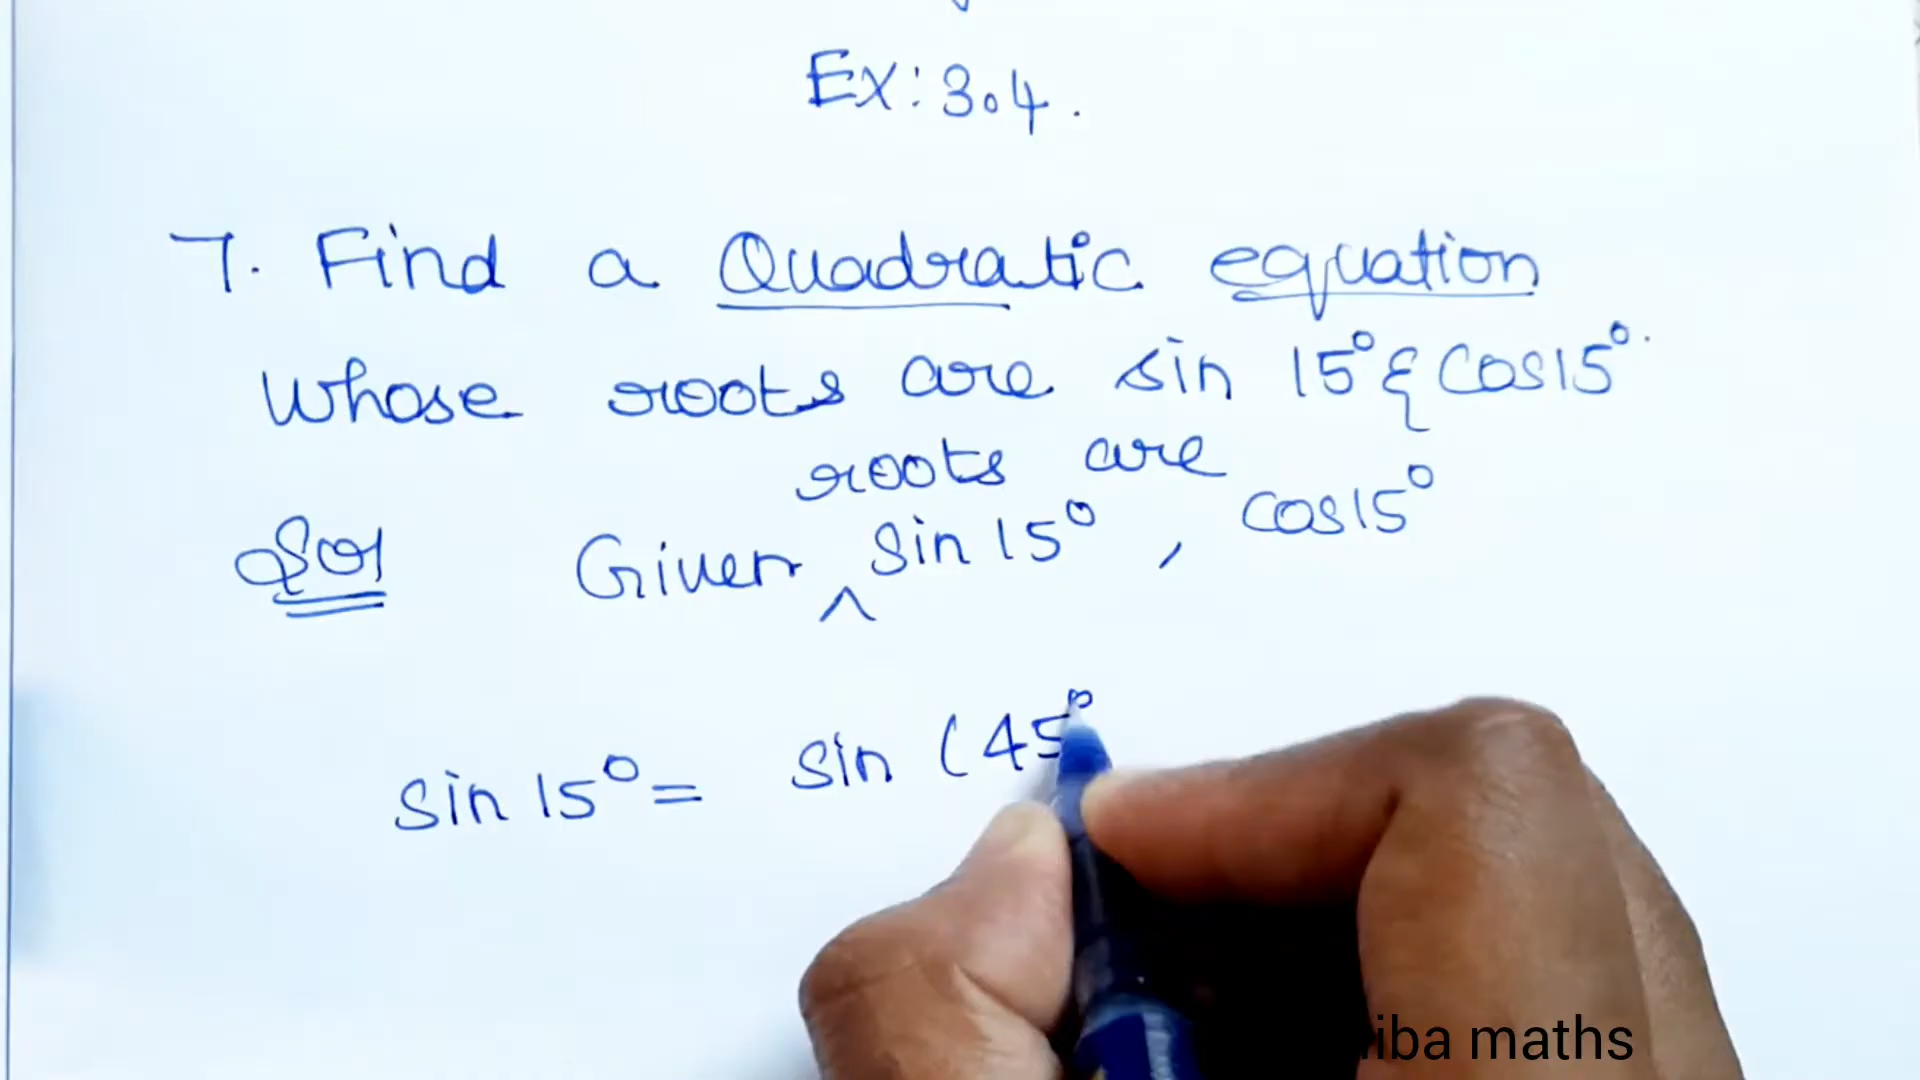 Ex: 3.4.
7. Find a Quadratic equation
Whose roots are sin 15° & cos15°.
roots are
Sol Given ^ sin 15° , cos15°
sin 15° = sin (45°
iba maths